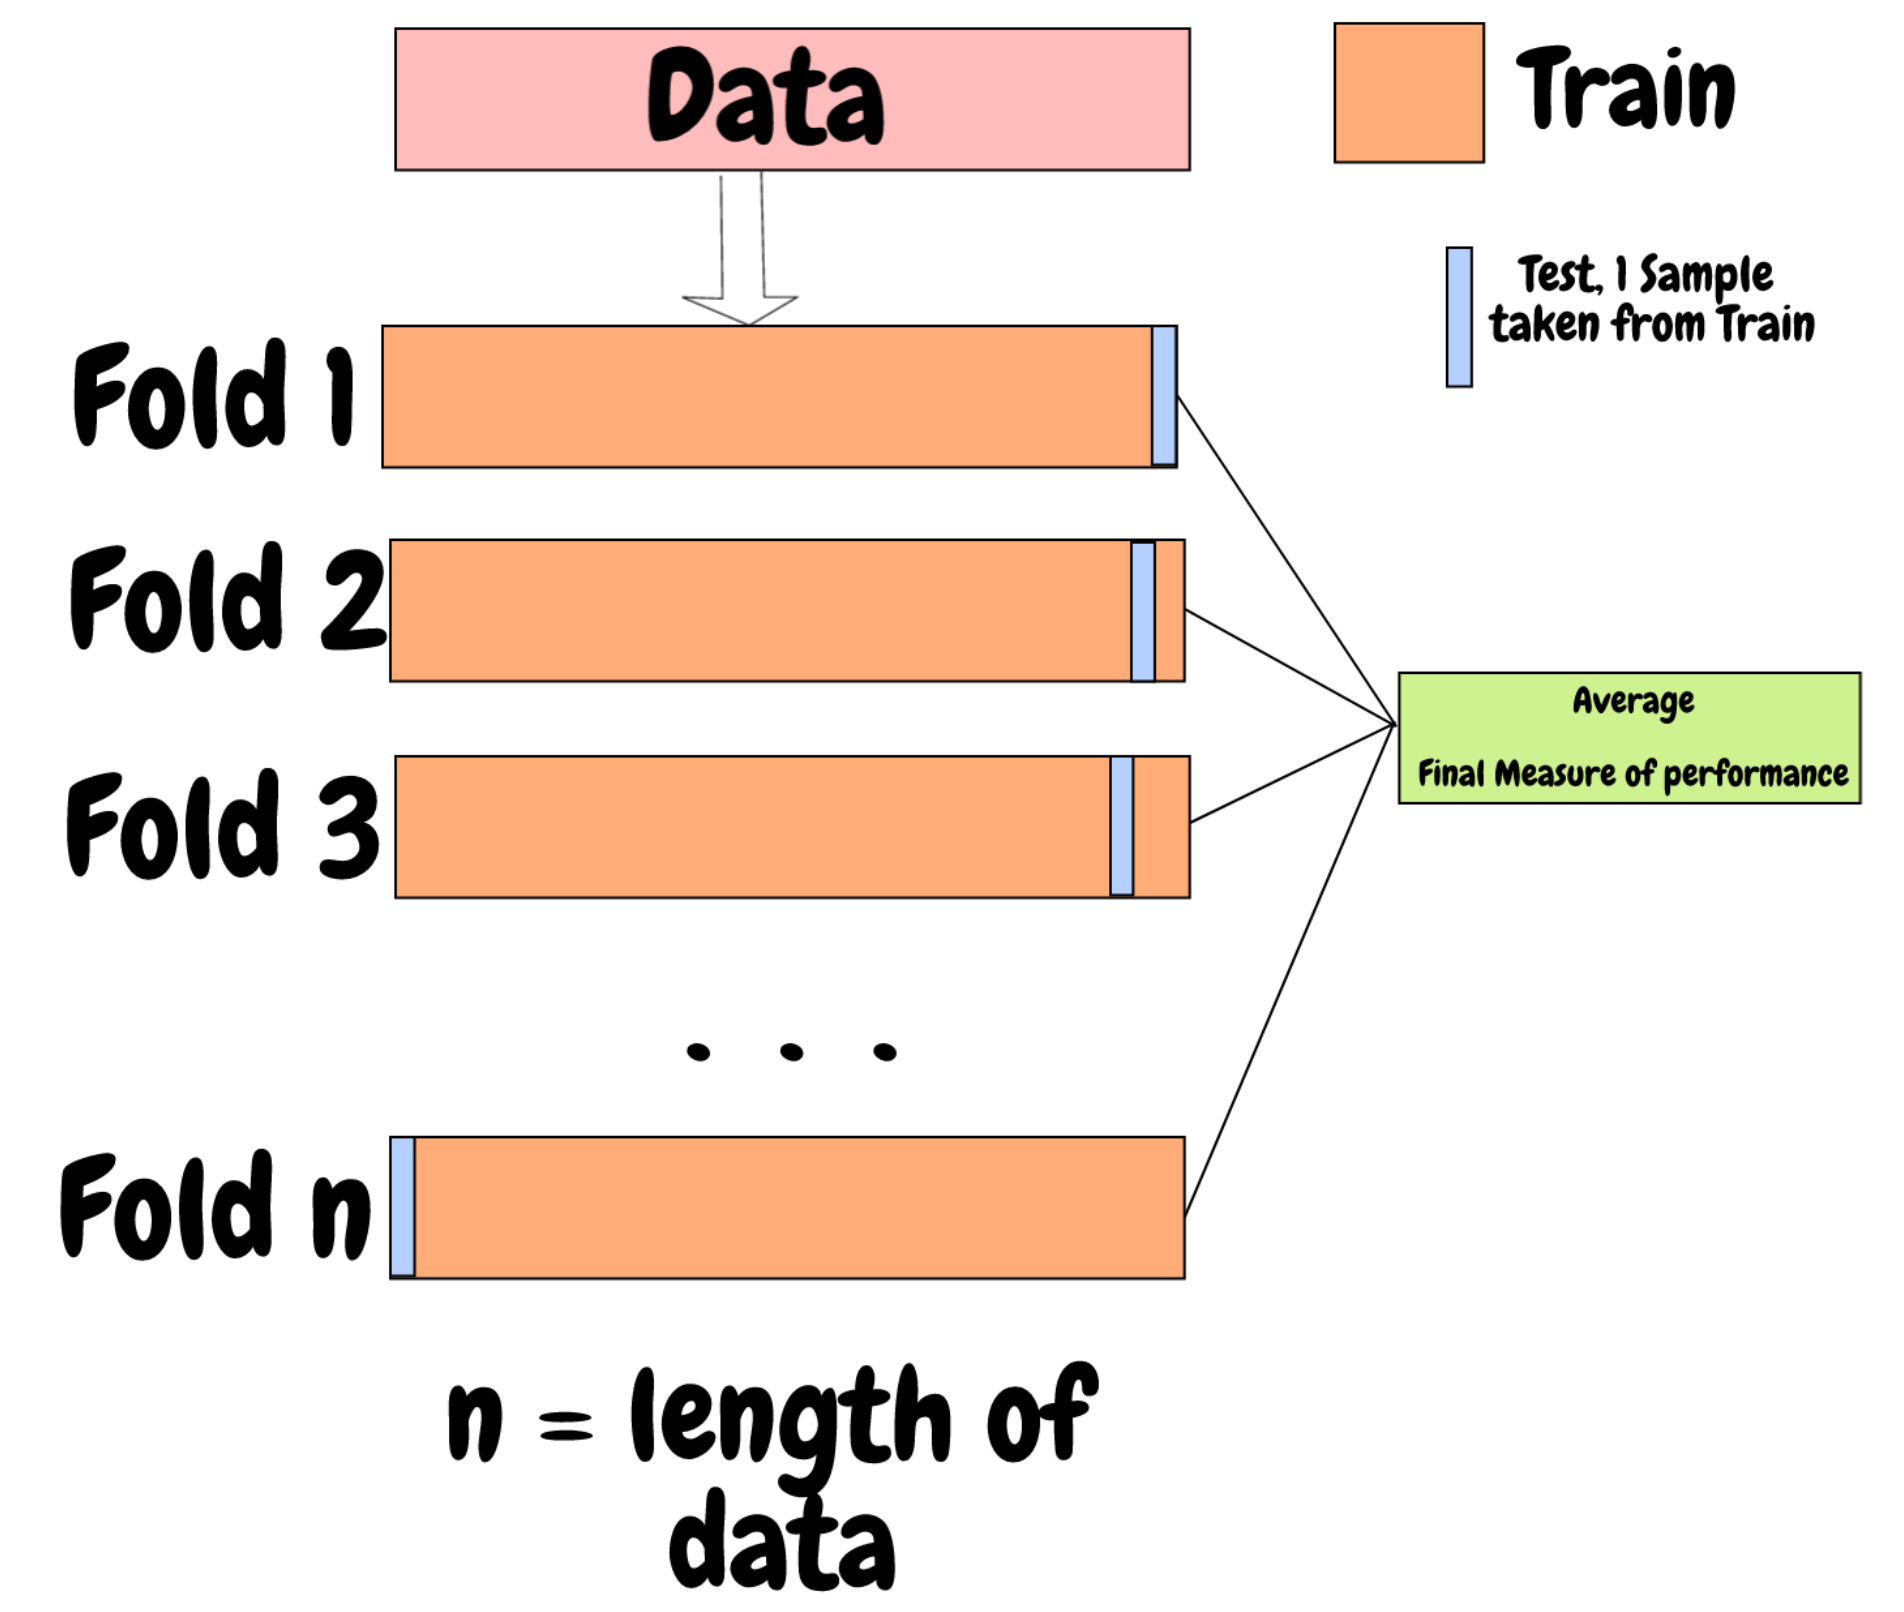 Data
Train
Test, 1 Sample
taken from Train
Fold 1
Fold 2
Fold 3
Average
Final Measure of performance
. . .
Fold n
n = length of
data